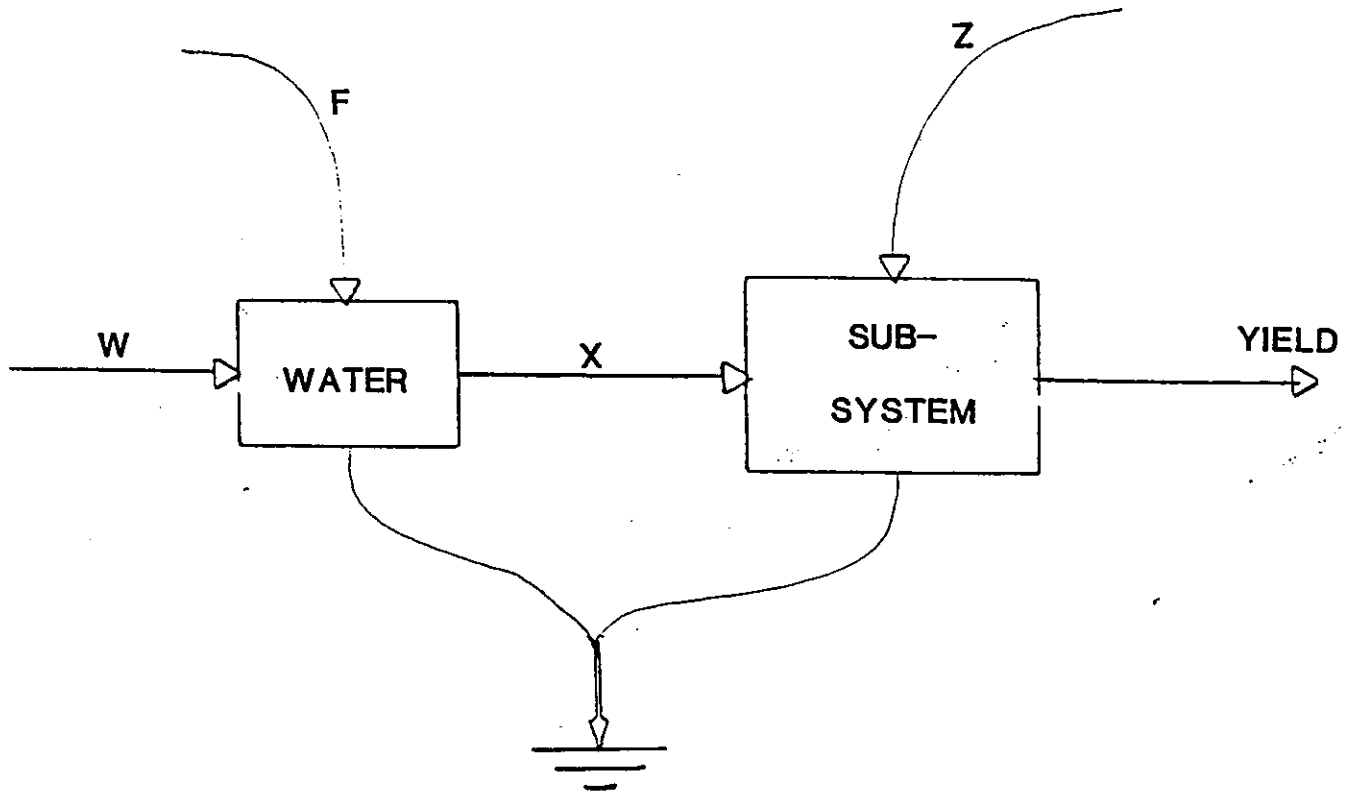 Z
F
W
WATER
X
SUB-
SYSTEM
YIELD